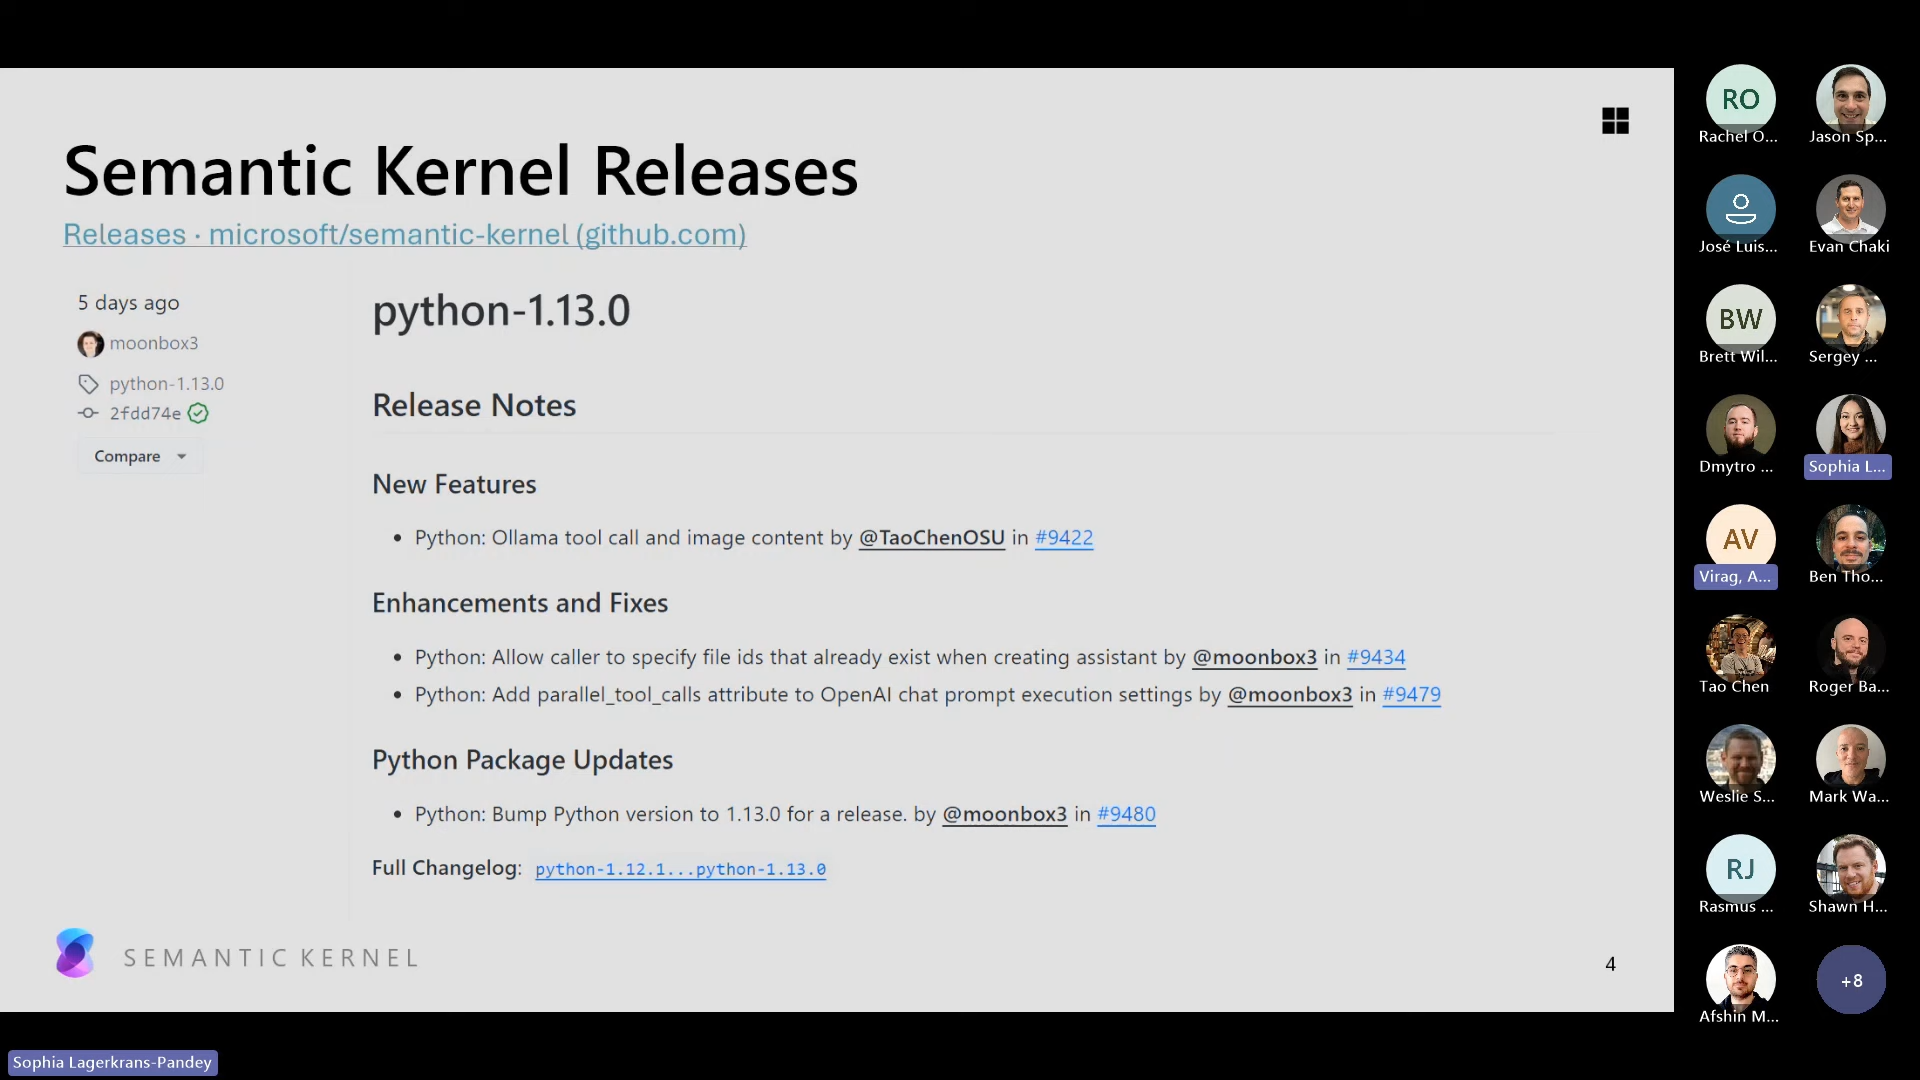 Semantic Kernel Releases
Releases · microsoft/semantic-kernel (github.com)
5 days ago
moonbox3
python-1.13.0
2fdd74e
Compare
python-1.13.0
Release Notes
New Features
• Python: Ollama tool call and image content by @TaoChenOSU in #9422
Enhancements and Fixes
• Python: Allow caller to specify file ids that already exist when creating assistant by @moonbox3 in #9434
• Python: Add parallel_tool_calls attribute to OpenAI chat prompt execution settings by @moonbox3 in #9479
Python Package Updates
• Python: Bump Python version to 1.13.0 for a release. by @moonbox3 in #9480
Full Changelog: python-1.12.1...python-1.13.0
SEMANTIC KERNEL
4
RO
Rachel O...
Jason Sp...
José Luis...
Evan Chaki
BW
Brett Wil...
Sergey ...
Dmytro ...
Sophia L...
AV
Virag, A...
Ben Tho...
Tao Chen
Roger Ba...
Weslie S...
Mark Wa...
RJ
Rasmus ...
Shawn H...
Afshin M...
+8
Sophia Lagerkrans-Pandey